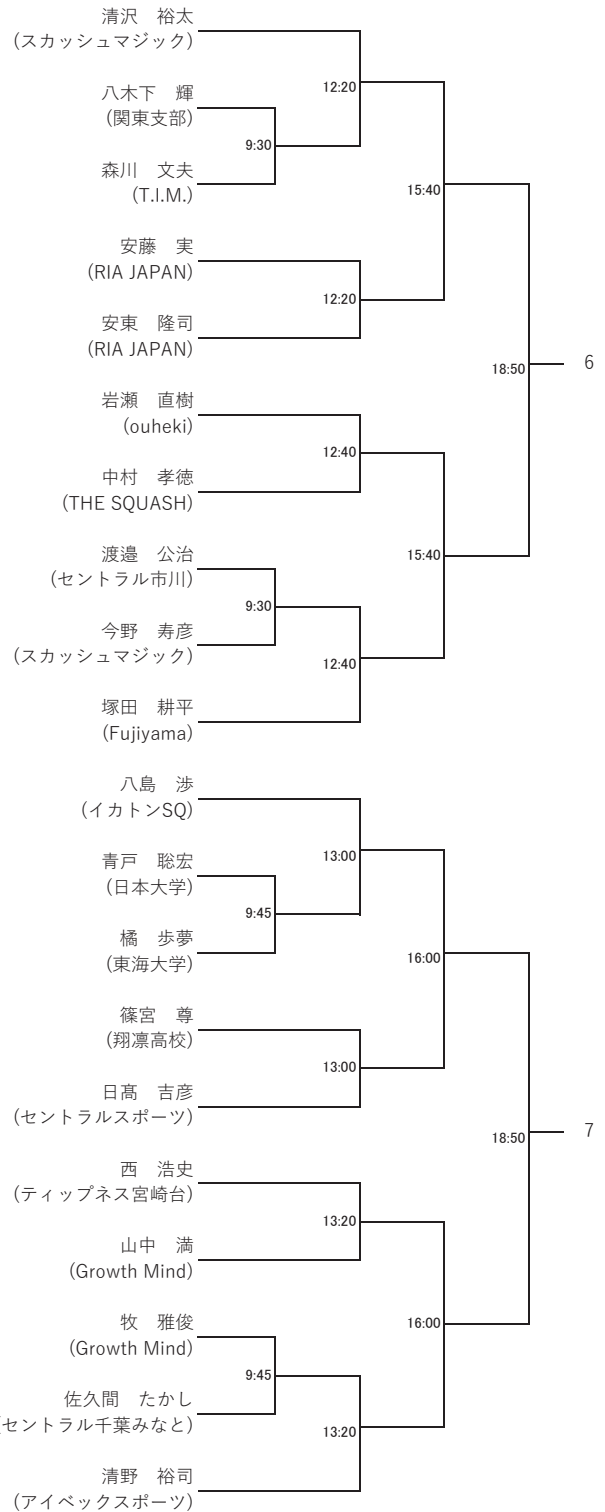 清沢　裕太
(スカッシュマジック)
12:20
八木下　輝
(関東支部)
9:30
森川　文夫
(T.I.M.)
15:40
安藤　実
(RIA JAPAN)
12:20
安東　隆司
(RIA JAPAN)
18:50
6
岩瀬　直樹
(ouheki)
12:40
中村　孝徳
(THE SQUASH)
15:40
渡邉　公治
(セントラル市川)
9:30
今野　寿彦
(スカッシュマジック)
12:40
塚田　耕平
(Fujiyama)
八島　渉
(イカトンSQ)
13:00
青戸　聡宏
(日本大学)
9:45
橘　歩夢
(東海大学)
16:00
篠宮　尊
(翔凛高校)
13:00
日髙　吉彦
(セントラルスポーツ)
18:50
7
西　浩史
(ティップネス宮崎台)
13:20
山中　満
(Growth Mind)
16:00
牧　雅俊
(Growth Mind)
9:45
佐久間　たかし
(セントラル千葉みなと)
13:20
清野　裕司
(アイベックスポーツ)